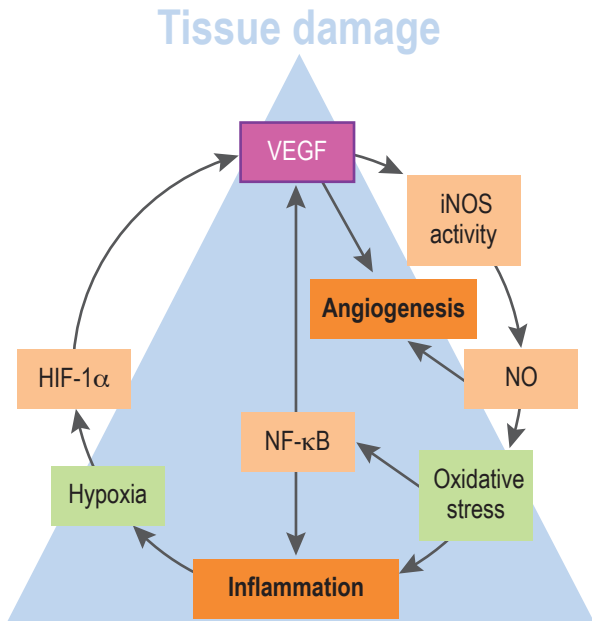 Tissue damage
VEGF
iNOS
activity
Angiogenesis
HIF-1α
NO
NF-κB
Hypoxia
Oxidative
stress
Inflammation